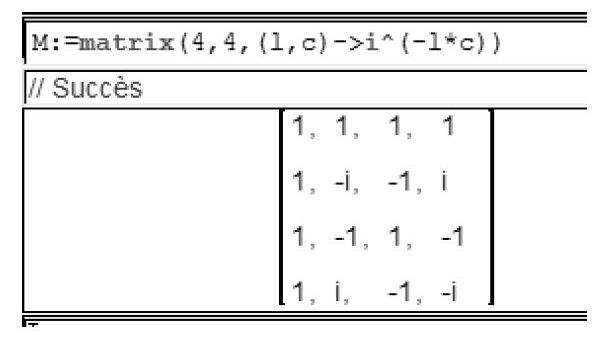 M:=matrix(4,4,(l,c)->i^(-l*c))
// Succès
1, 1, 1, 1
1, -i, -1, i
1, -1, 1, -1
1, i, -1, -i